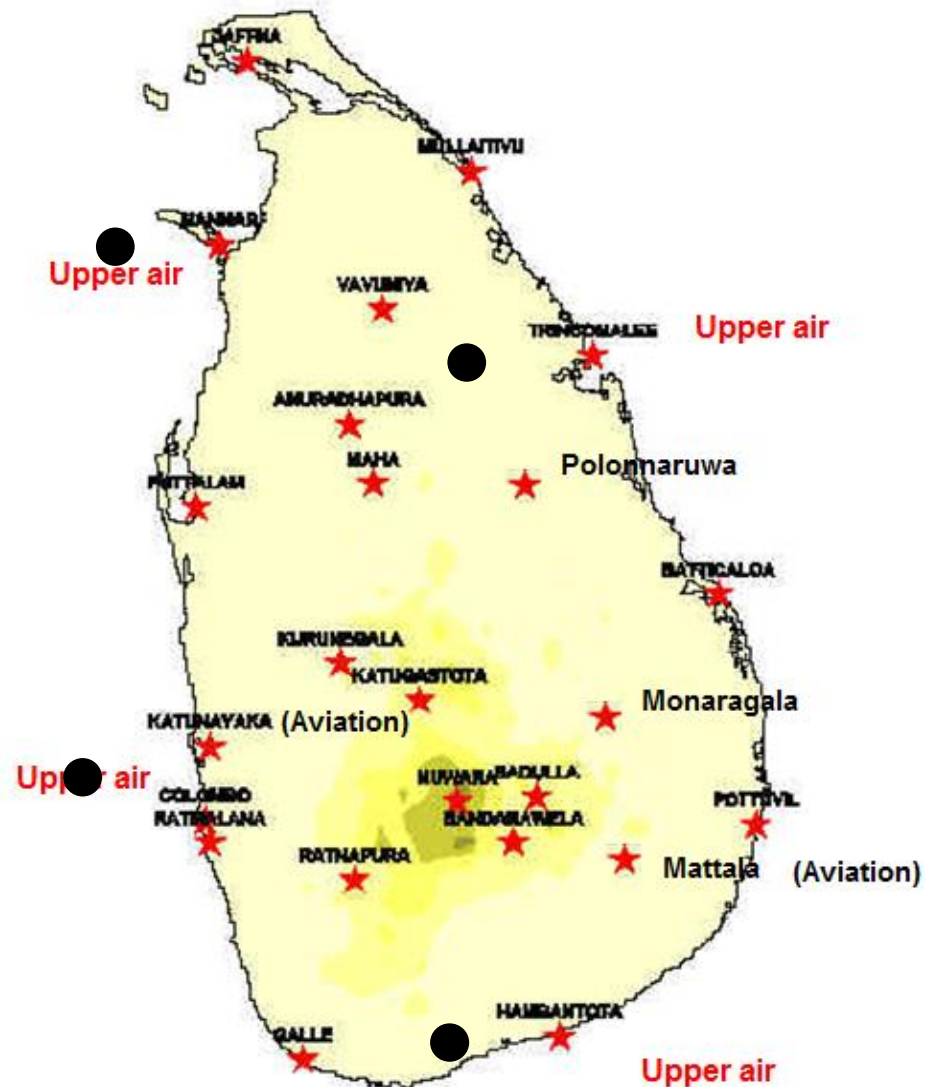 JAFFNA
MULLAITIVU
MANNAR
Upper air
VAVUNIYA
TRINCOMALEE
Upper air
ANURADHAPURA
MAHA
Polonnaruwa
PUTTALAM
BATTICALOA
KURUNEGALA
KATUGASTOTA
Monaragala
KATUNAYAKA (Aviation)
Upper air
NUWARA
BADULLA
COLOMBO
POTTUVIL
RATMALANA
BANDARAWELA
RATNAPURA
Mattala (Aviation)
HAMBANTOTA
GALLE
Upper air